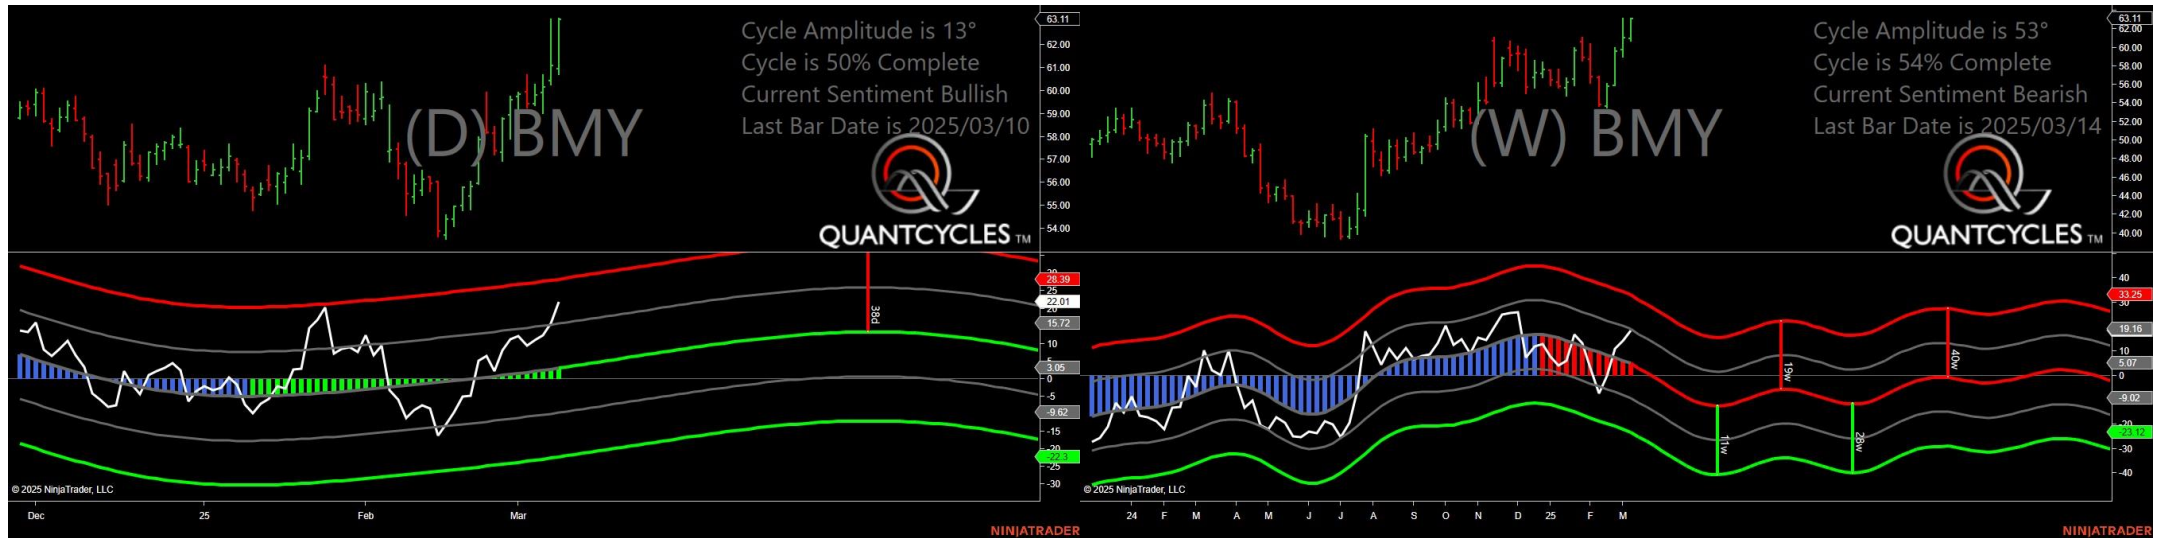 Cycle Amplitude is 13°
Cycle is 50% Complete
Current Sentiment Bullish
Last Bar Date is 2025/03/10
(D) BMY
QUANTCYCLES TM
63.11
62.00
61.00
60.00
59.00
58.00
57.00
56.00
55.00
54.00
28.39
25
22.01
20
15.72
10
3.05
0
-5
-9.62
-15
-20
-22.3
-25
-30
38d
© 2025 NinjaTrader, LLC
Dec
25
Feb
Mar
NINJATRADER
Cycle Amplitude is 53°
Cycle is 54% Complete
Current Sentiment Bearish
Last Bar Date is 2025/03/14
(W) BMY
QUANTCYCLES TM
63.11
62.00
60.00
58.00
56.00
54.00
52.00
50.00
48.00
46.00
44.00
42.00
40.00
40
33.25
30
19.16
10
5.07
0
-9.02
-20
-23.12
-30
-40
11w
19w
28w
40w
© 2025 NinjaTrader, LLC
24
F
M
A
M
J
J
A
S
O
N
D
25
F
M
NINJATRADER